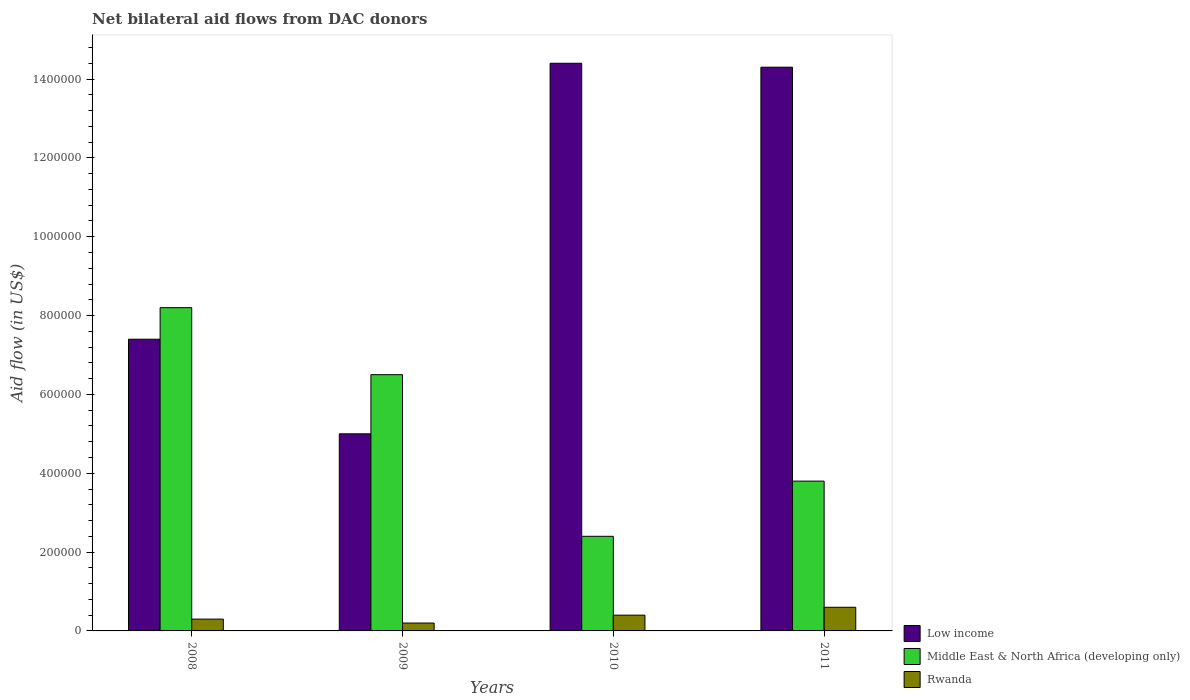 Net bilateral aid flows from DAC donors
Aid flow (in US$)
1400000
1200000
1000000
800000
600000
400000
200000
0
2008
2009
2010
2011
Years
Low income
Middle East & North Africa (developing only)
Rwanda